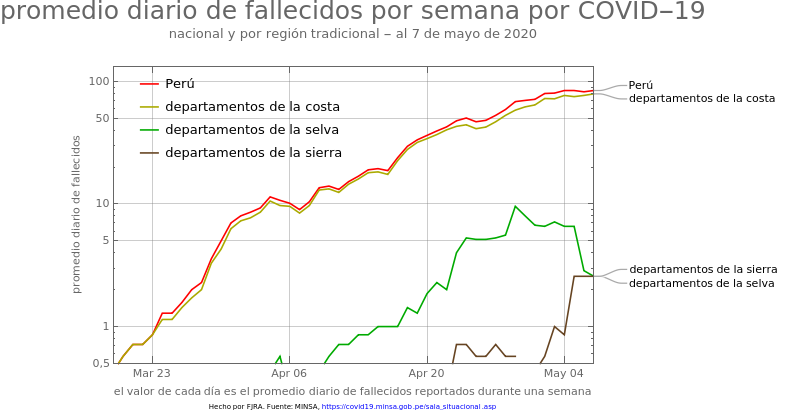 promedio diario de fallecidos por semana por COVID−19
nacional y por región tradicional − al 7 de mayo de 2020
promedio diario de fallecidos
100
50
10
5
1
0,5
Perú
departamentos de la costa
departamentos de la selva
departamentos de la sierra
Perú
departamentos de la costa
departamentos de la sierra
departamentos de la selva
Mar 23
Apr 06
Apr 20
May 04
el valor de cada día es el promedio diario de fallecidos reportados durante una semana
Hecho por FJRA. Fuente: MINSA, https://covid19.minsa.gob.pe/sala_situacional.asp